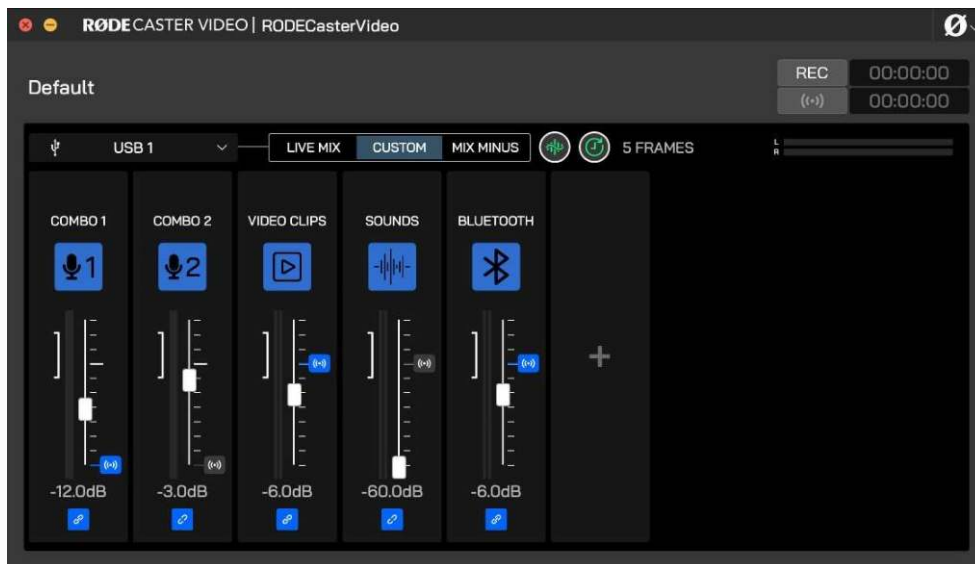 RØDECASTER VIDEO | RODECasterVideo
Default
REC 00:00:00
00:00:00
USB 1 LIVE MIX CUSTOM MIX MINUS 5 FRAMES L
R
COMBO 1 COMBO 2 VIDEO CLIPS SOUNDS BLUETOOTH
1 2
-12.0dB -3.0dB -6.0dB -60.0dB -6.0dB